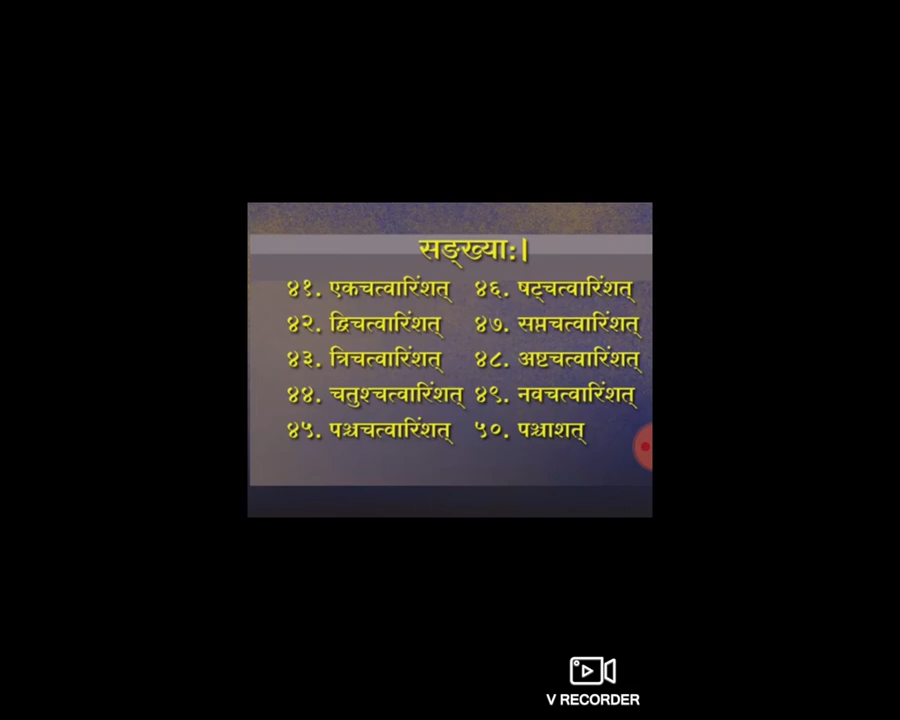 सङ्ख्याः।
४१. एकचत्वारिंशत् ४६. षट्चत्वारिंशत्
४२. द्विचत्वारिंशत् ४७. सप्तचत्वारिंशत्
४३. त्रिचत्वारिंशत् ४८. अष्टचत्वारिंशत्
४४. चतुश्चत्वारिंशत् ४९. नवचत्वारिंशत्
४५. पञ्चचत्वारिंशत् ५०. पञ्चाशत्
V RECORDER